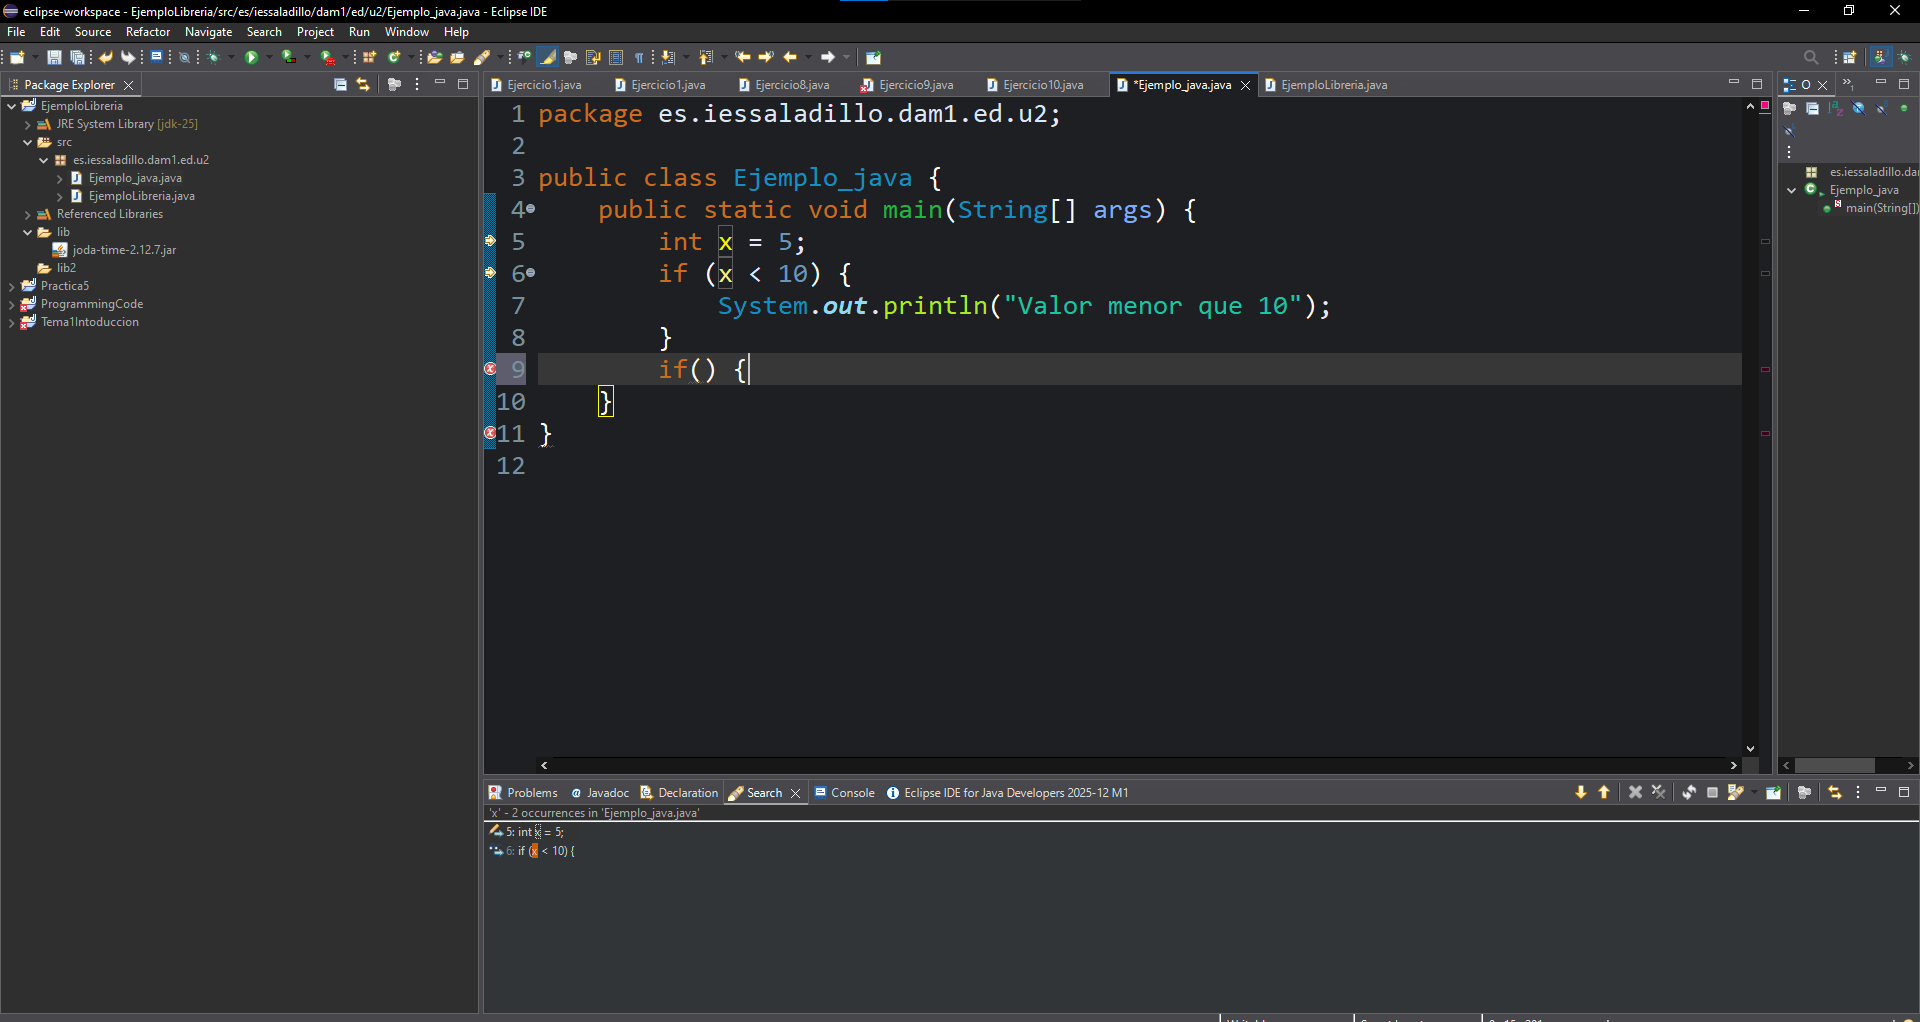 eclipse-workspace - EjemploLibreria/src/es/iessaladillo/dam1/ed/u2/Ejemplo_java.java - Eclipse IDE
File Edit Source Refactor Navigate Search Project Run Window Help
Package Explorer
EjemploLibreria
JRE System Library [jdk-25]
src
es.iessaladillo.dam1.ed.u2
Ejemplo_java.java
EjemploLibreria.java
Referenced Libraries
lib
joda-time-2.12.7.jar
lib2
Practica5
ProgrammingCode
Tema1Intoduccion
Ejercicio1.java Ejercicio1.java Ejercicio8.java Ejercicio9.java Ejercicio10.java *Ejemplo_java.java EjemploLibreria.java
1 package es.iessaladillo.dam1.ed.u2;
2
3 public class Ejemplo_java {
4 public static void main(String[] args) {
5 int x = 5;
6 if (x < 10) {
7 System.out.println("Valor menor que 10");
8 }
9 if() {
10 }
11 }
12
O
es.iessaladillo.da
Ejemplo_java
main(String[])
Problems Javadoc Declaration Search Console Eclipse IDE for Java Developers 2025-12 M1
'x' - 2 occurrences in 'Ejemplo_java.java'
5: int x = 5;
6: if (x < 10) {